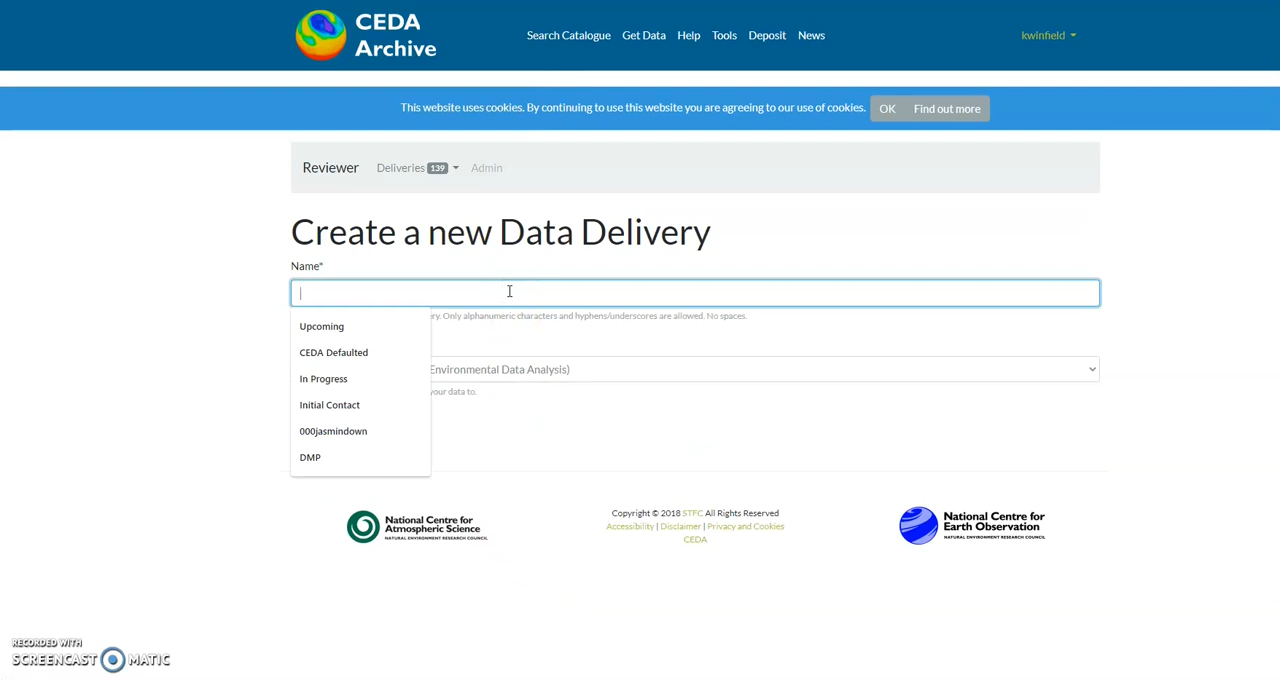 CEDA
Archive
Search Catalogue Get Data Help Tools Deposit News
kwinfield
This website uses cookies. By continuing to use this website you are agreeing to our use of cookies. OK Find out more
Reviewer Deliveries 139 Admin
Create a new Data Delivery
Name*
Upcoming
CEDA Defaulted
In Progress
Initial Contact
000jasmindown
DMP
ry. Only alphanumeric characters and hyphens/underscores are allowed. No spaces.
Environmental Data Analysis)
your data to.
National Centre for
Atmospheric Science
NATURAL ENVIRONMENT RESEARCH COUNCIL
Copyright © 2018 STFC All Rights Reserved
Accessibility | Disclaimer | Privacy and Cookies
CEDA
National Centre for
Earth Observation
NATURAL ENVIRONMENT RESEARCH COUNCIL
RECORDED WITH
SCREENCAST MATIC